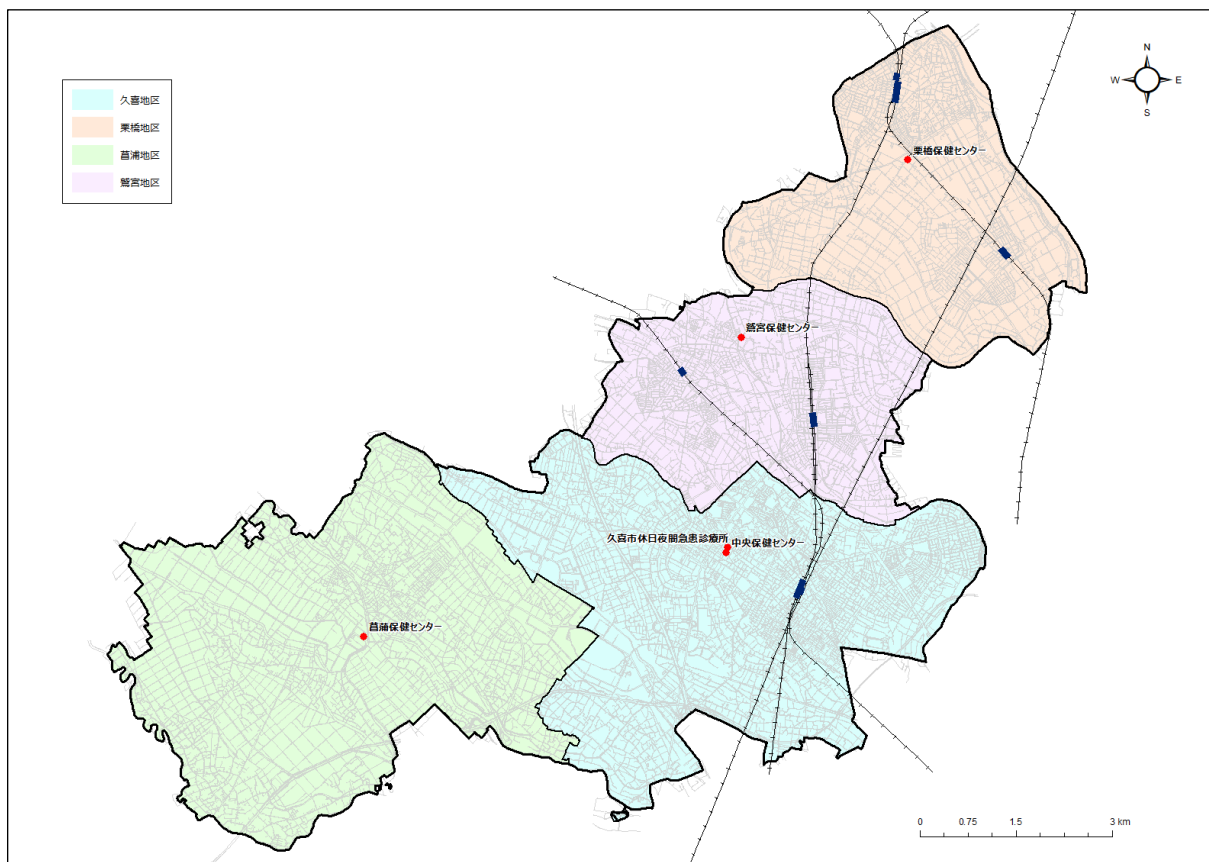 久喜地区
栗橋地区
菖浦地区
鷲宮地区
N
W
E
S
栗橋保健センター
鷲宮保健センター
久喜市休日夜間急患診療所
中央保健センター
菖蒲保健センター
0
0.75
1.5
3 km